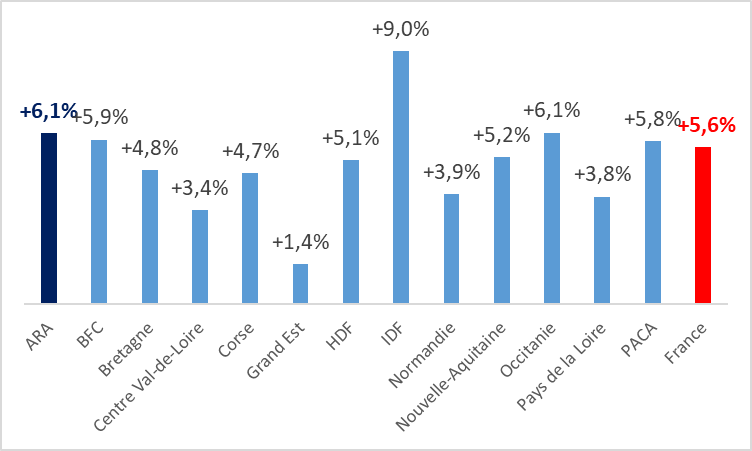 +6,1%
+5,9%
+4,8%
+3,4%
+4,7%
+1,4%
+5,1%
+9,0%
+3,9%
+5,2%
+6,1%
+3,8%
+5,8%
+5,6%
ARA
BFC
Bretagne
Centre Val-de-Loire
Corse
Grand Est
HDF
IDF
Normandie
Nouvelle-Aquitaine
Occitanie
Pays de la Loire
PACA
France